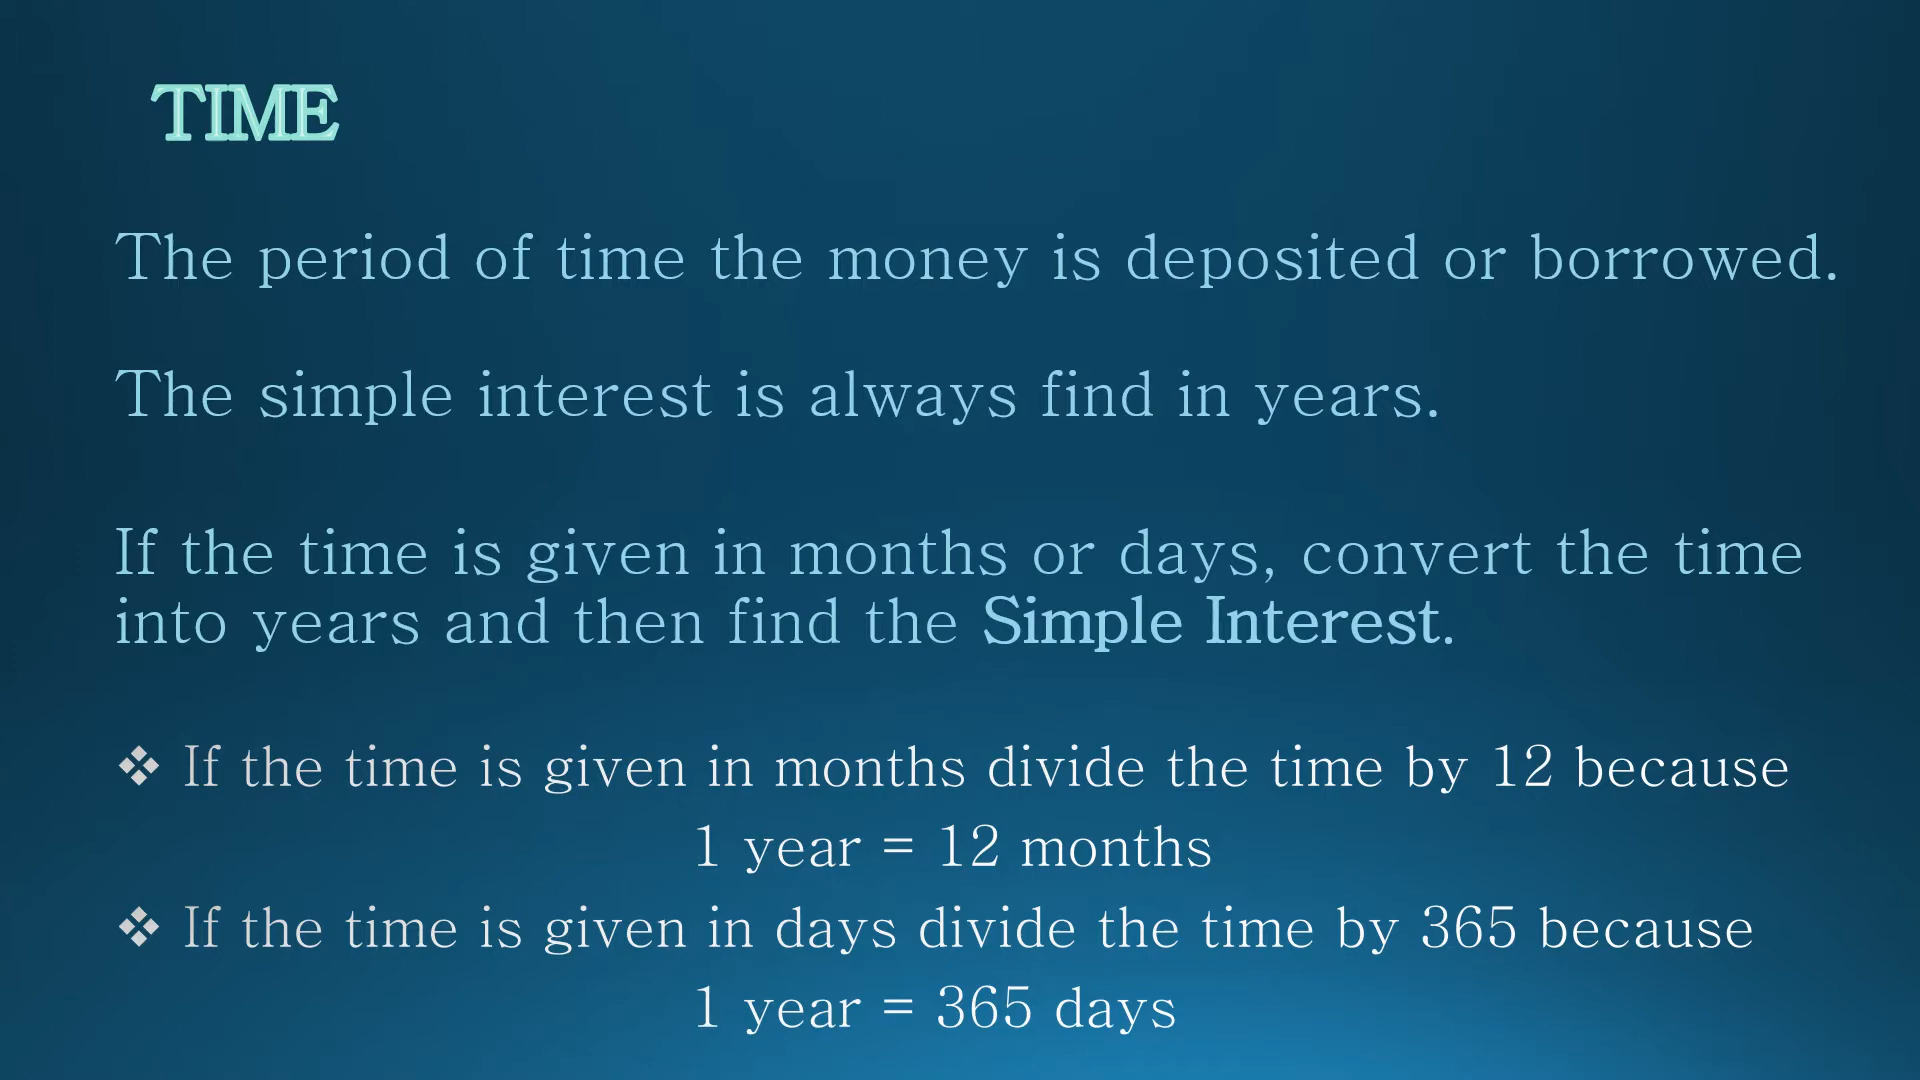 TIME
The period of time the money is deposited or borrowed.
The simple interest is always find in years.
If the time is given in months or days, convert the time
into years and then find the Simple Interest.
❖ If the time is given in months divide the time by 12 because
1 year = 12 months
❖ If the time is given in days divide the time by 365 because
1 year = 365 days